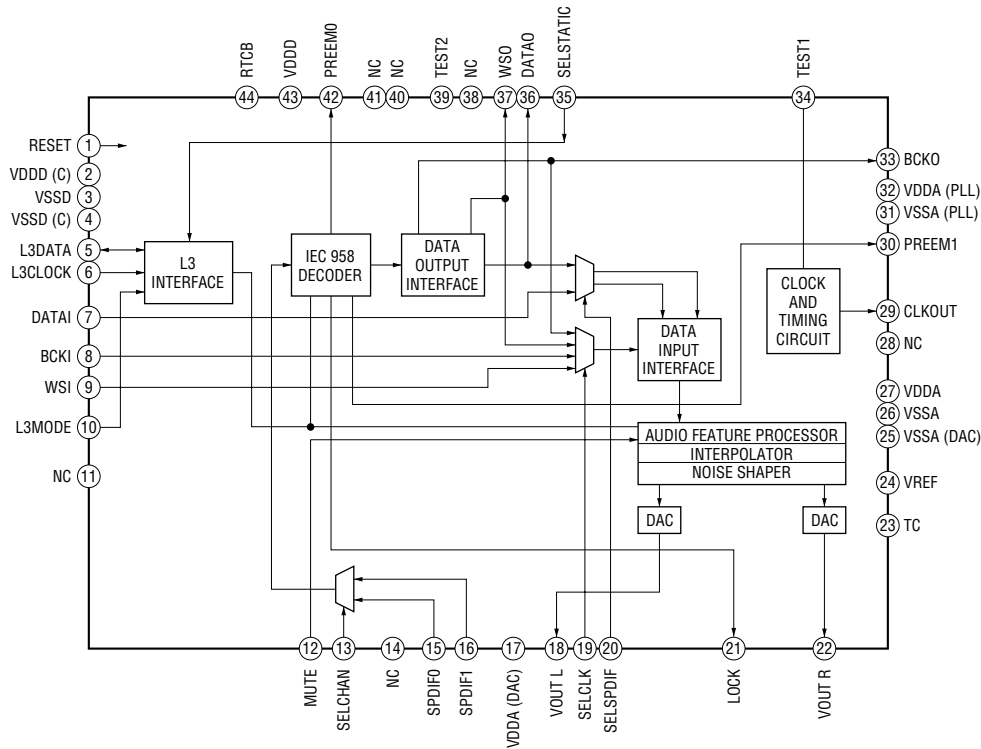 RTCB
VDDD
PREEM0
NC
NC
TEST2
NC
WSO
DATAO
SELSTATIC
TEST1
44
43
42
41
40
39
38
37
36
35
34
RESET 1
VDDD (C) 2
VSSD 3
VSSD (C) 4
L3DATA 5
L3CLOCK 6
DATAI 7
BCKI 8
WSI 9
L3MODE 10
NC 11
L3
INTERFACE
IEC 958
DECODER
DATA
OUTPUT
INTERFACE
DATA
INPUT
INTERFACE
CLOCK
AND
TIMING
CIRCUIT
AUDIO FEATURE PROCESSOR
INTERPOLATOR
NOISE SHAPER
DAC
DAC
33 BCKO
32 VDDA (PLL)
31 VSSA (PLL)
30 PREEM1
29 CLKOUT
28 NC
27 VDDA
26 VSSA
25 VSSA (DAC)
24 VREF
23 TC
12
13
14
15
16
17
18
19
20
21
22
MUTE
SELCHAN
NC
SPDIF0
SPDIF1
VDDA (DAC)
VOUT L
SELCLK
SELSPDIF
LOCK
VOUT R